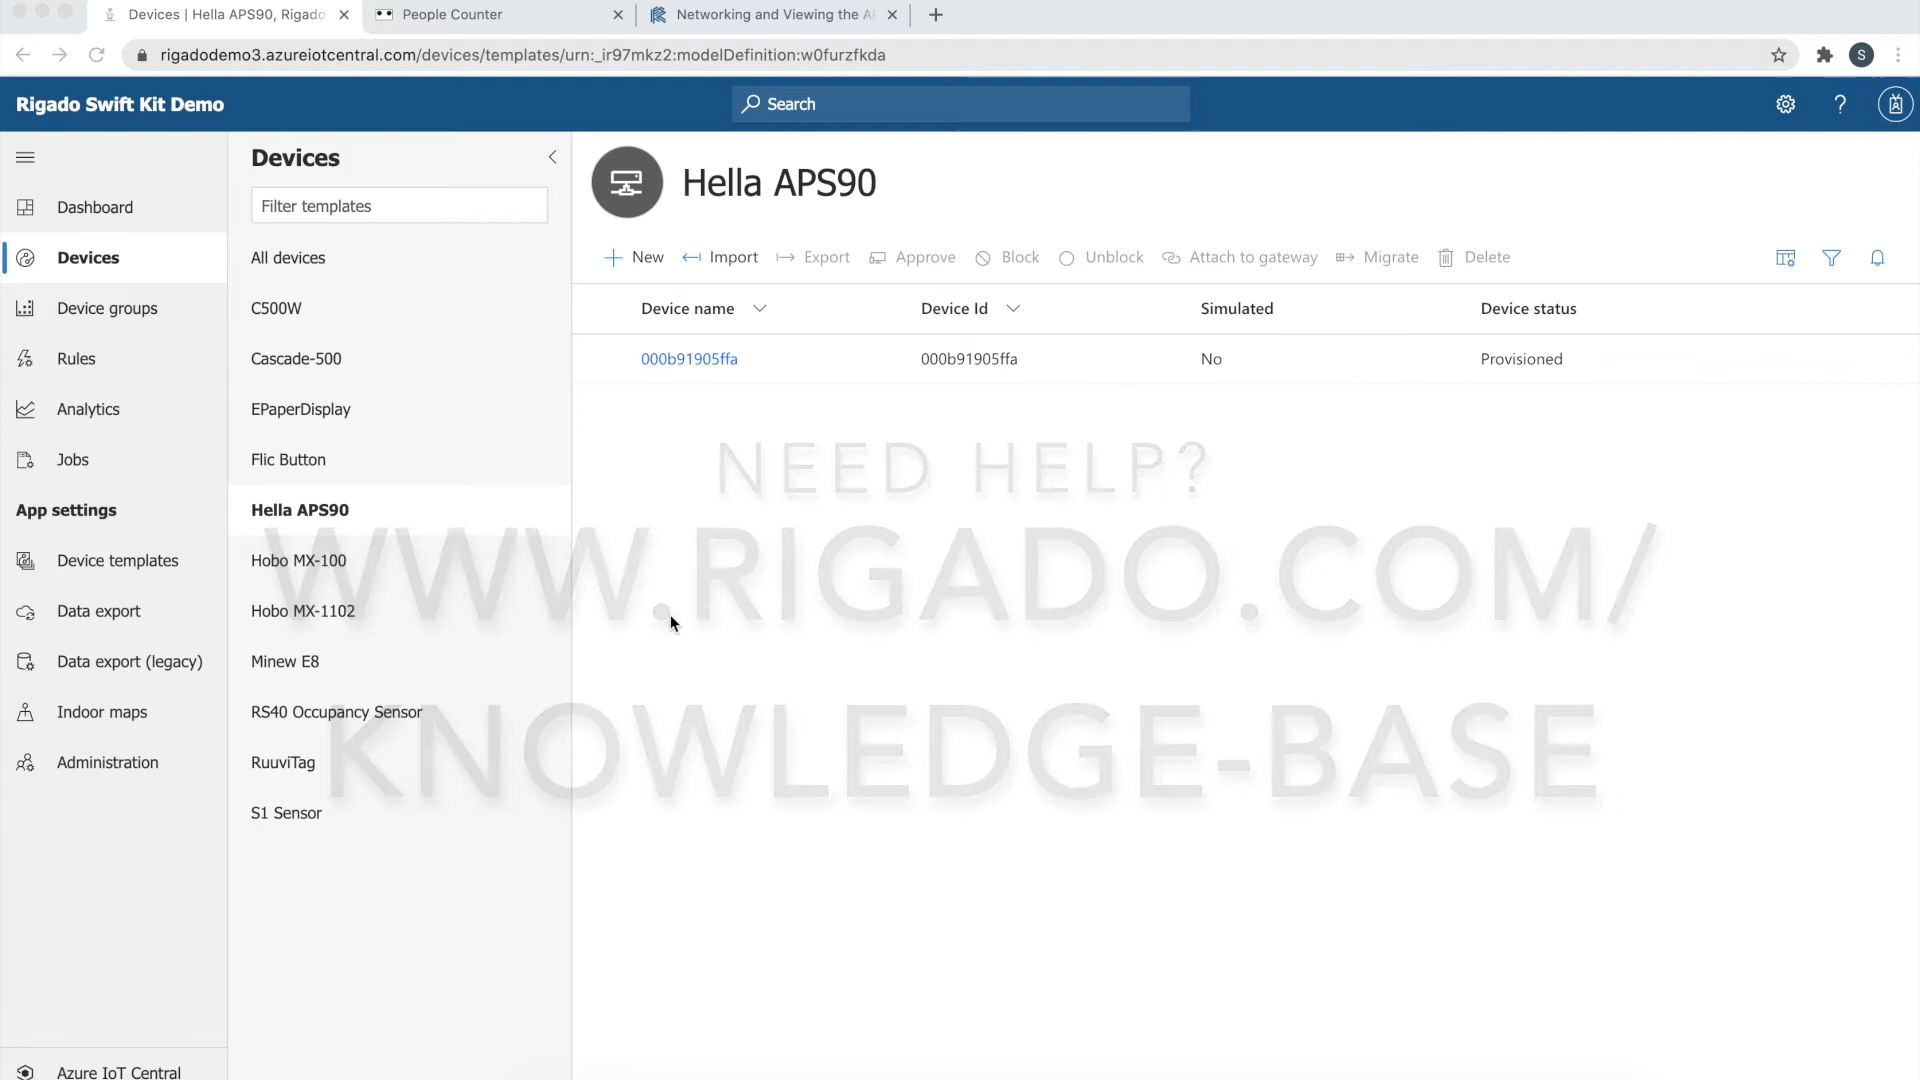 Devices | Hella APS90, Rigado
People Counter
Networking and Viewing the AP
rigadodemo3.azureiotcentral.com/devices/templates/urn:_ir97mkz2:modelDefinition:w0furzfkda
S
Rigado Swift Kit Demo
Search
?
Dashboard
Devices
Device groups
Rules
Analytics
Jobs
App settings
Device templates
Data export
Data export (legacy)
Indoor maps
Administration
Azure IoT Central
Devices
Filter templates
All devices
C500W
Cascade-500
EPaperDisplay
Flic Button
Hella APS90
Hobo MX-100
Hobo MX-1102
Minew E8
RS40 Occupancy Sensor
RuuviTag
S1 Sensor
Hella APS90
New Import Export Approve Block Unblock Attach to gateway Migrate Delete
Device name Device Id Simulated Device status
000b91905ffa 000b91905ffa No Provisioned
NEED HELP?
WWW.RIGADO.COM/
KNOWLEDGE-BASE